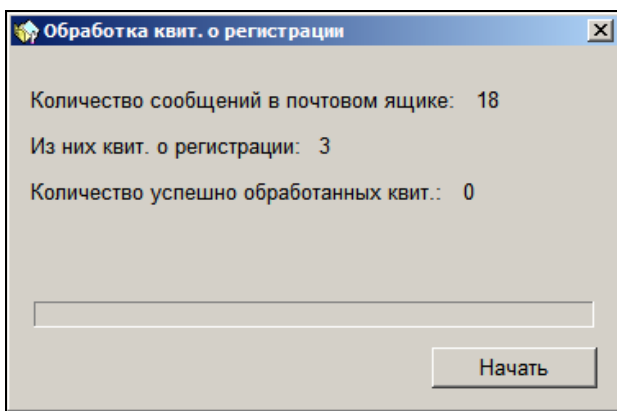 Обработка квит. о регистрации
Количество сообщений в почтовом ящике: 18
Из них квит. о регистрации: 3
Количество успешно обработанных квит.: 0
Начать